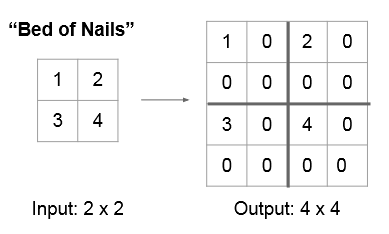 “Bed of Nails”
1 2
3 4
1 0 2 0
0 0 0 0
3 0 4 0
0 0 0 0
Input: 2 x 2
Output: 4 x 4